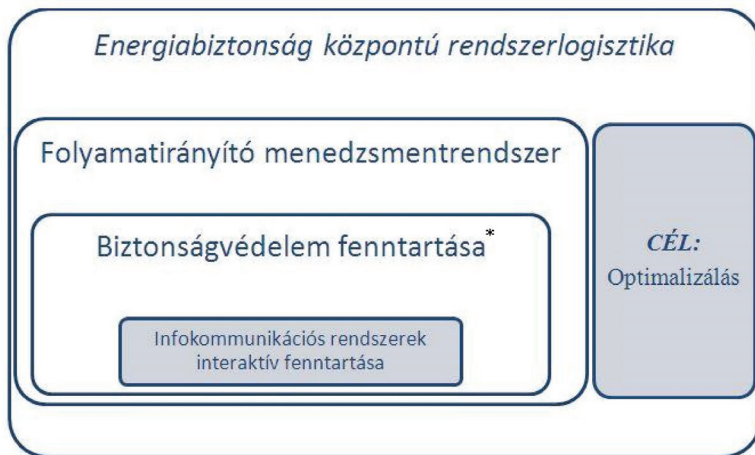 Energiabiztonság központú rendszerlogisztika
Folyamatirányító menedzsmentrendszer
Biztonságvédelem fenntartása*
Infokommunikációs rendszerek
interaktív fenntartása
CÉL:
Optimalizálás